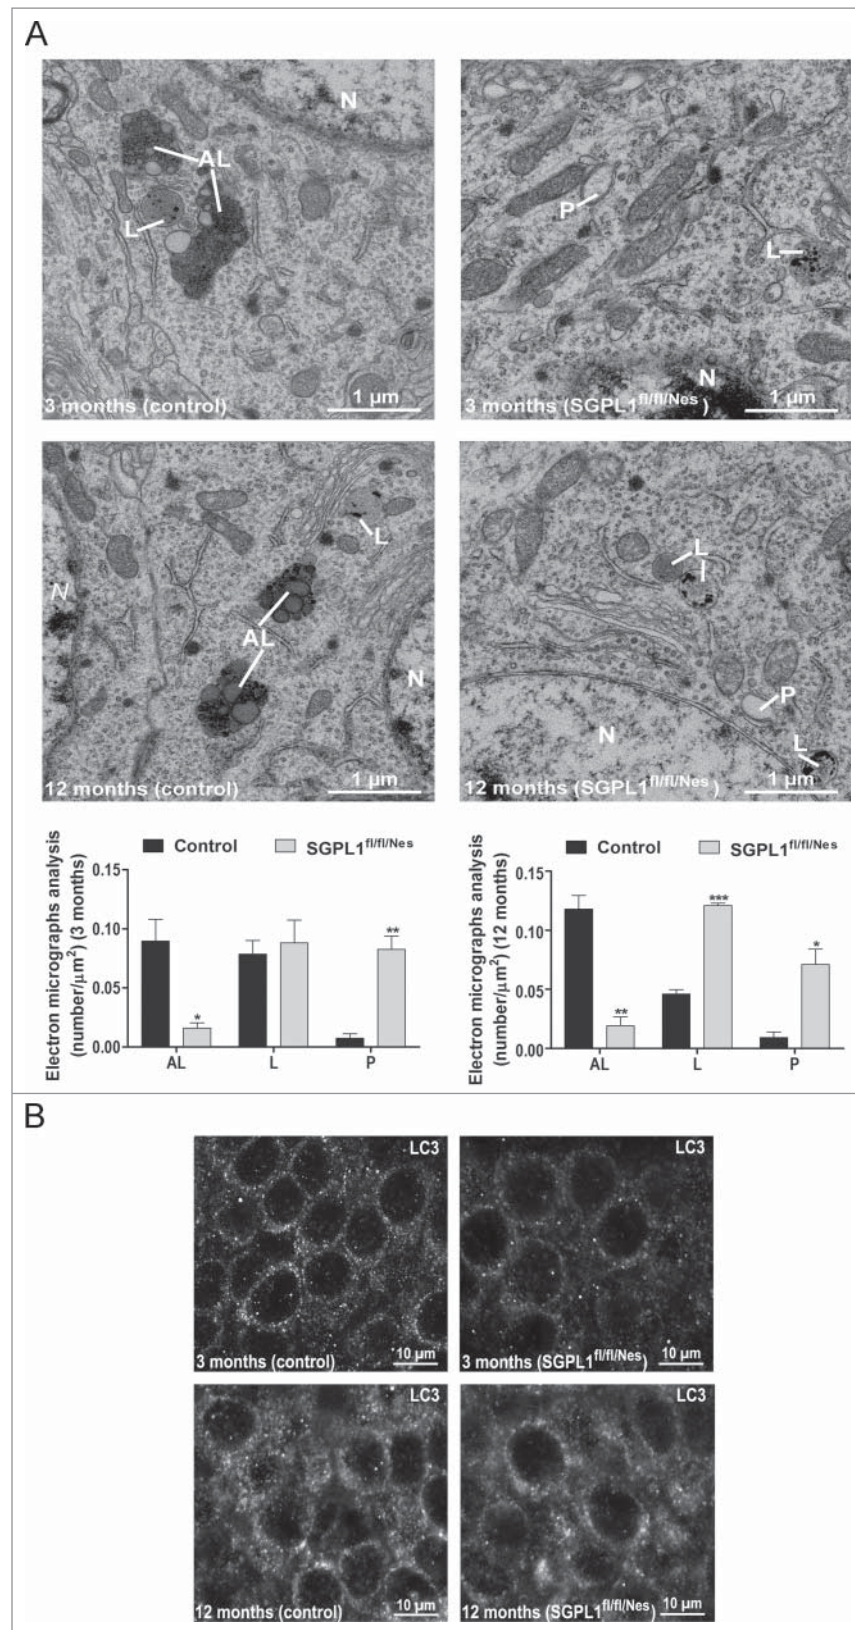 A
N
AL
L
1 µm
3 months (control)
P
L
N
1 µm
3 months (SGPL1fl/fl/Nes)
L
N
AL
N
1 µm
12 months (control)
L
P
N
L
1 µm
12 months (SGPL1fl/fl/Nes)
Control SGPL1fl/fl/Nes
Electron micrographs analysis
(number/µm2) (3 months)
0.15
0.10
0.05
0.00
*
**
AL L P
Control SGPL1fl/fl/Nes
Electron micrographs analysis
(number/µm2) (12 months)
0.15
0.10
0.05
0.00
**
***
*
AL L P
B
LC3
3 months (control)
10 µm
LC3
3 months (SGPL1fl/fl/Nes)
10 µm
LC3
12 months (control)
10 µm
LC3
12 months (SGPL1fl/fl/Nes)
10 µm